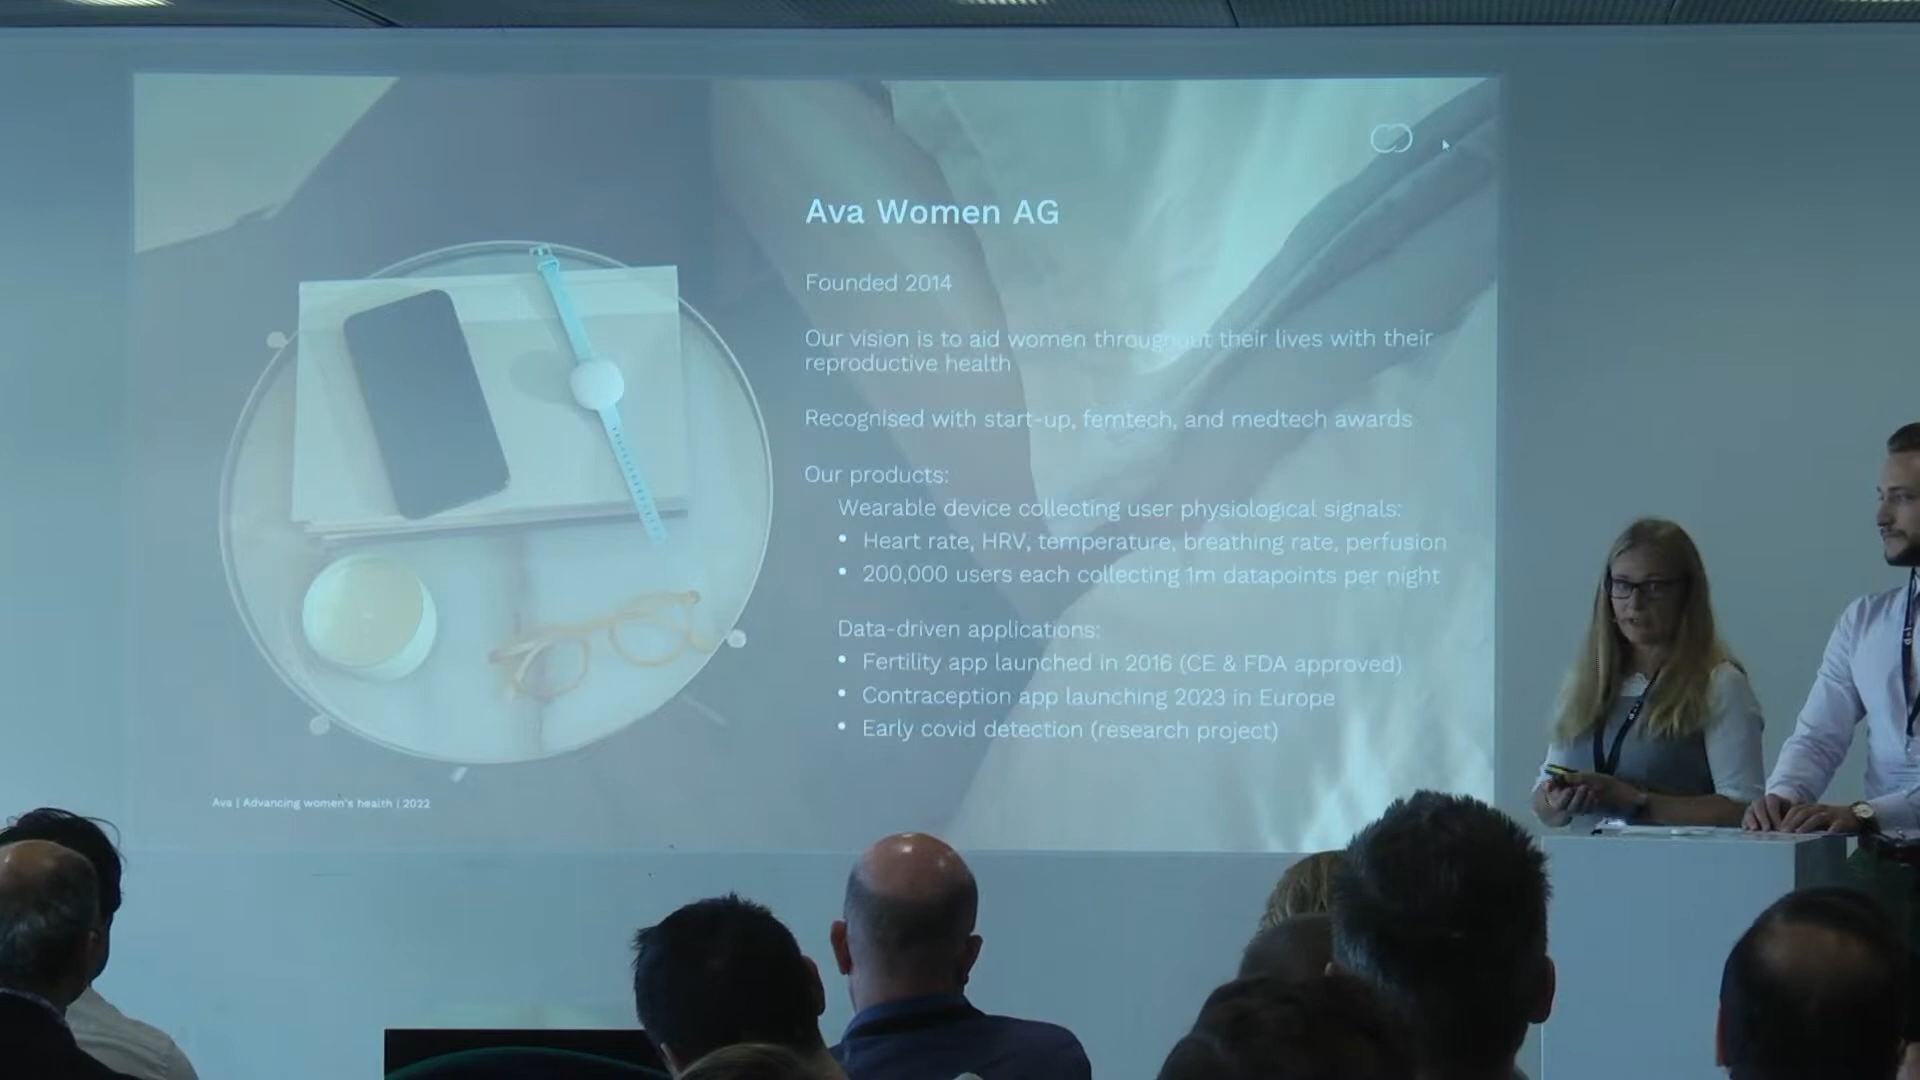 Ava Women AG
Founded 2014
Our vision is to aid women throughout their lives with their
reproductive health
Recognised with start-up, femtech, and medtech awards
Our products:
Wearable device collecting user physiological signals:
• Heart rate, HRV, temperature, breathing rate, perfusion
• 200,000 users each collecting 1m datapoints per night
Data-driven applications:
• Fertility app launched in 2016 (CE & FDA approved)
• Contraception app launching 2023 in Europe
• Early covid detection (research project)
Ava | Advancing women's health | 2022